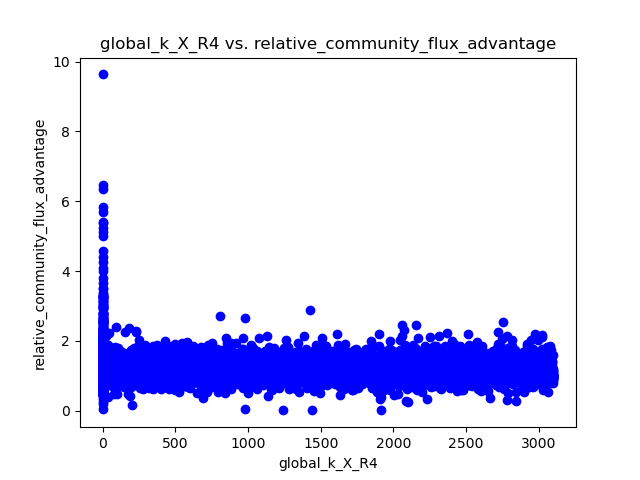 global_k_X_R4 vs. relative_community_flux_advantage
relative_community_flux_advantage
10
8
6
4
2
0
0 500 1000 1500 2000 2500 3000
global_k_X_R4